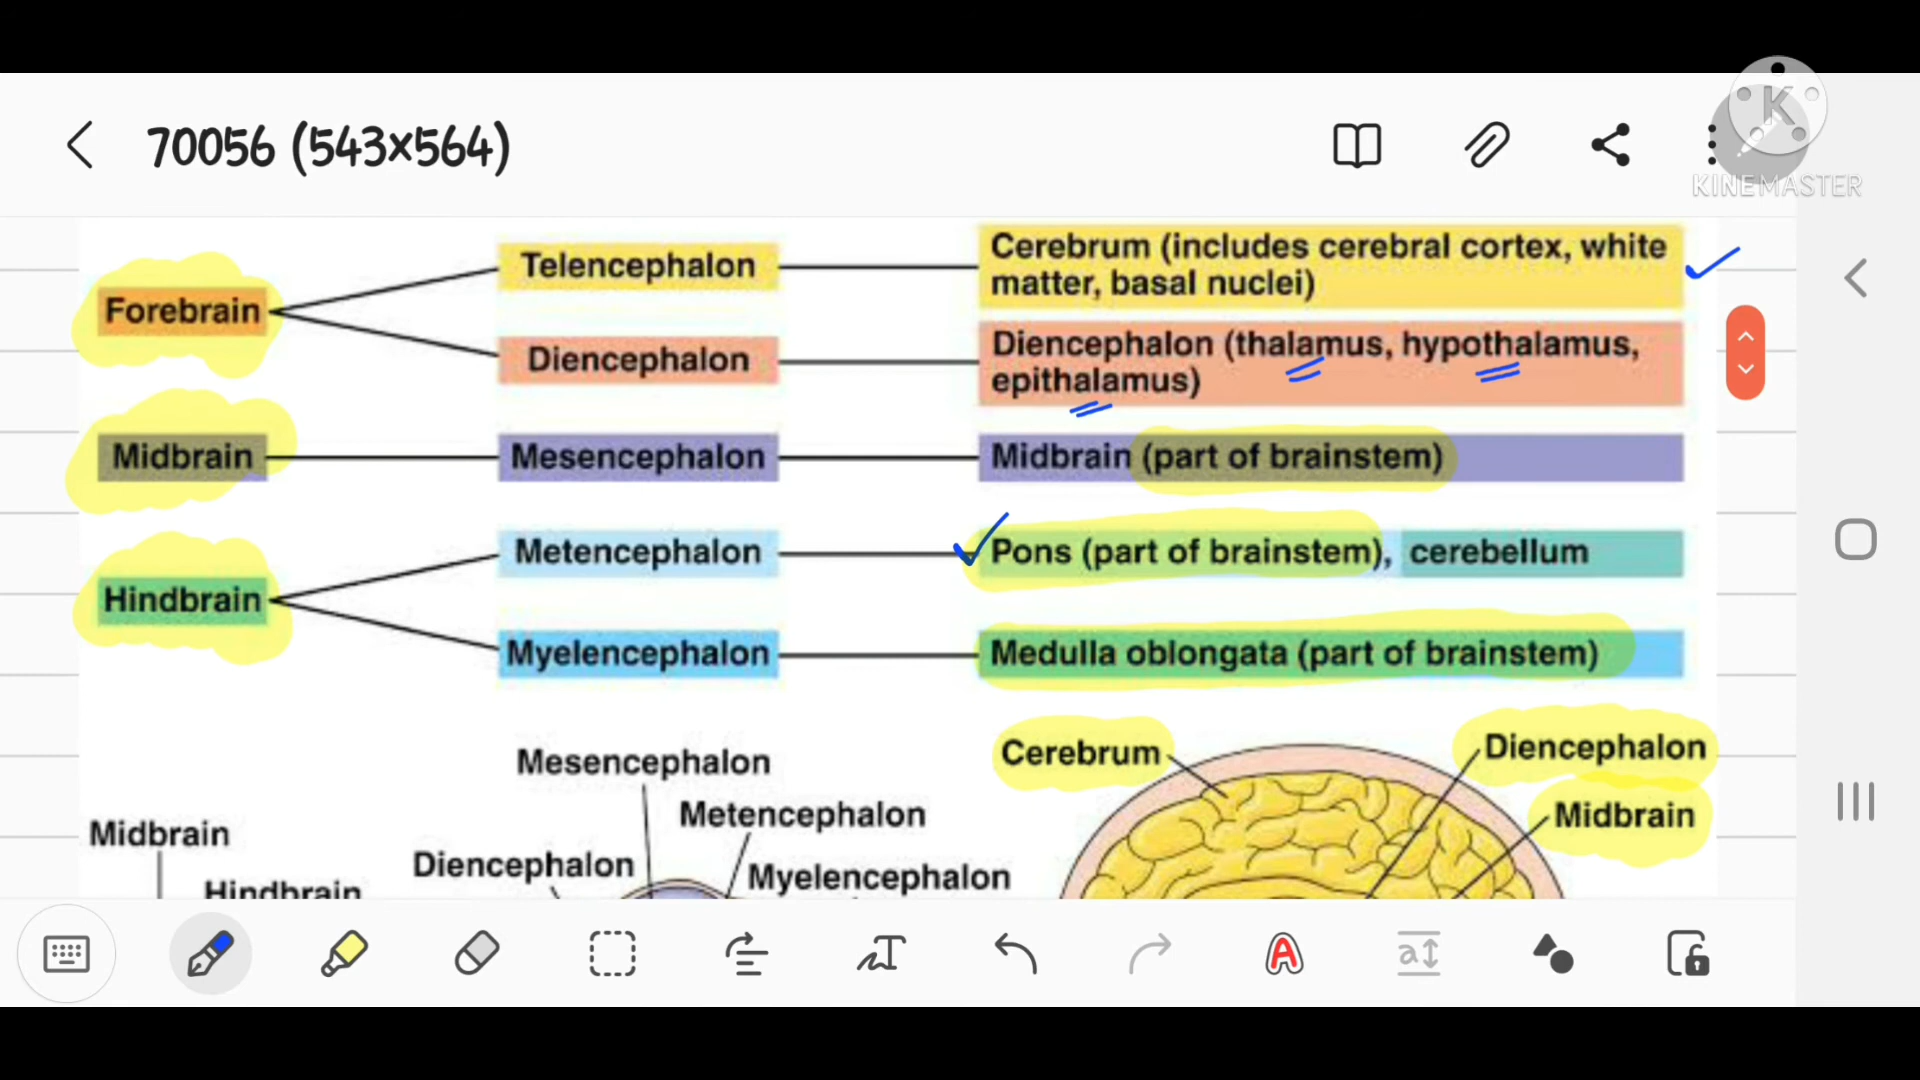 70056 (543×564)
K
KINEMASTER
Forebrain
Telencephalon
Cerebrum (includes cerebral cortex, white
matter, basal nuclei)
Diencephalon
Diencephalon (thalamus, hypothalamus,
epithalamus)
Midbrain
Mesencephalon
Midbrain (part of brainstem)
Hindbrain
Metencephalon
Pons (part of brainstem), cerebellum
Myelencephalon
Medulla oblongata (part of brainstem)
Mesencephalon
Cerebrum
Diencephalon
Metencephalon
Midbrain
Midbrain
Diencephalon
Myelencephalon
Hindbrain
T
A
a